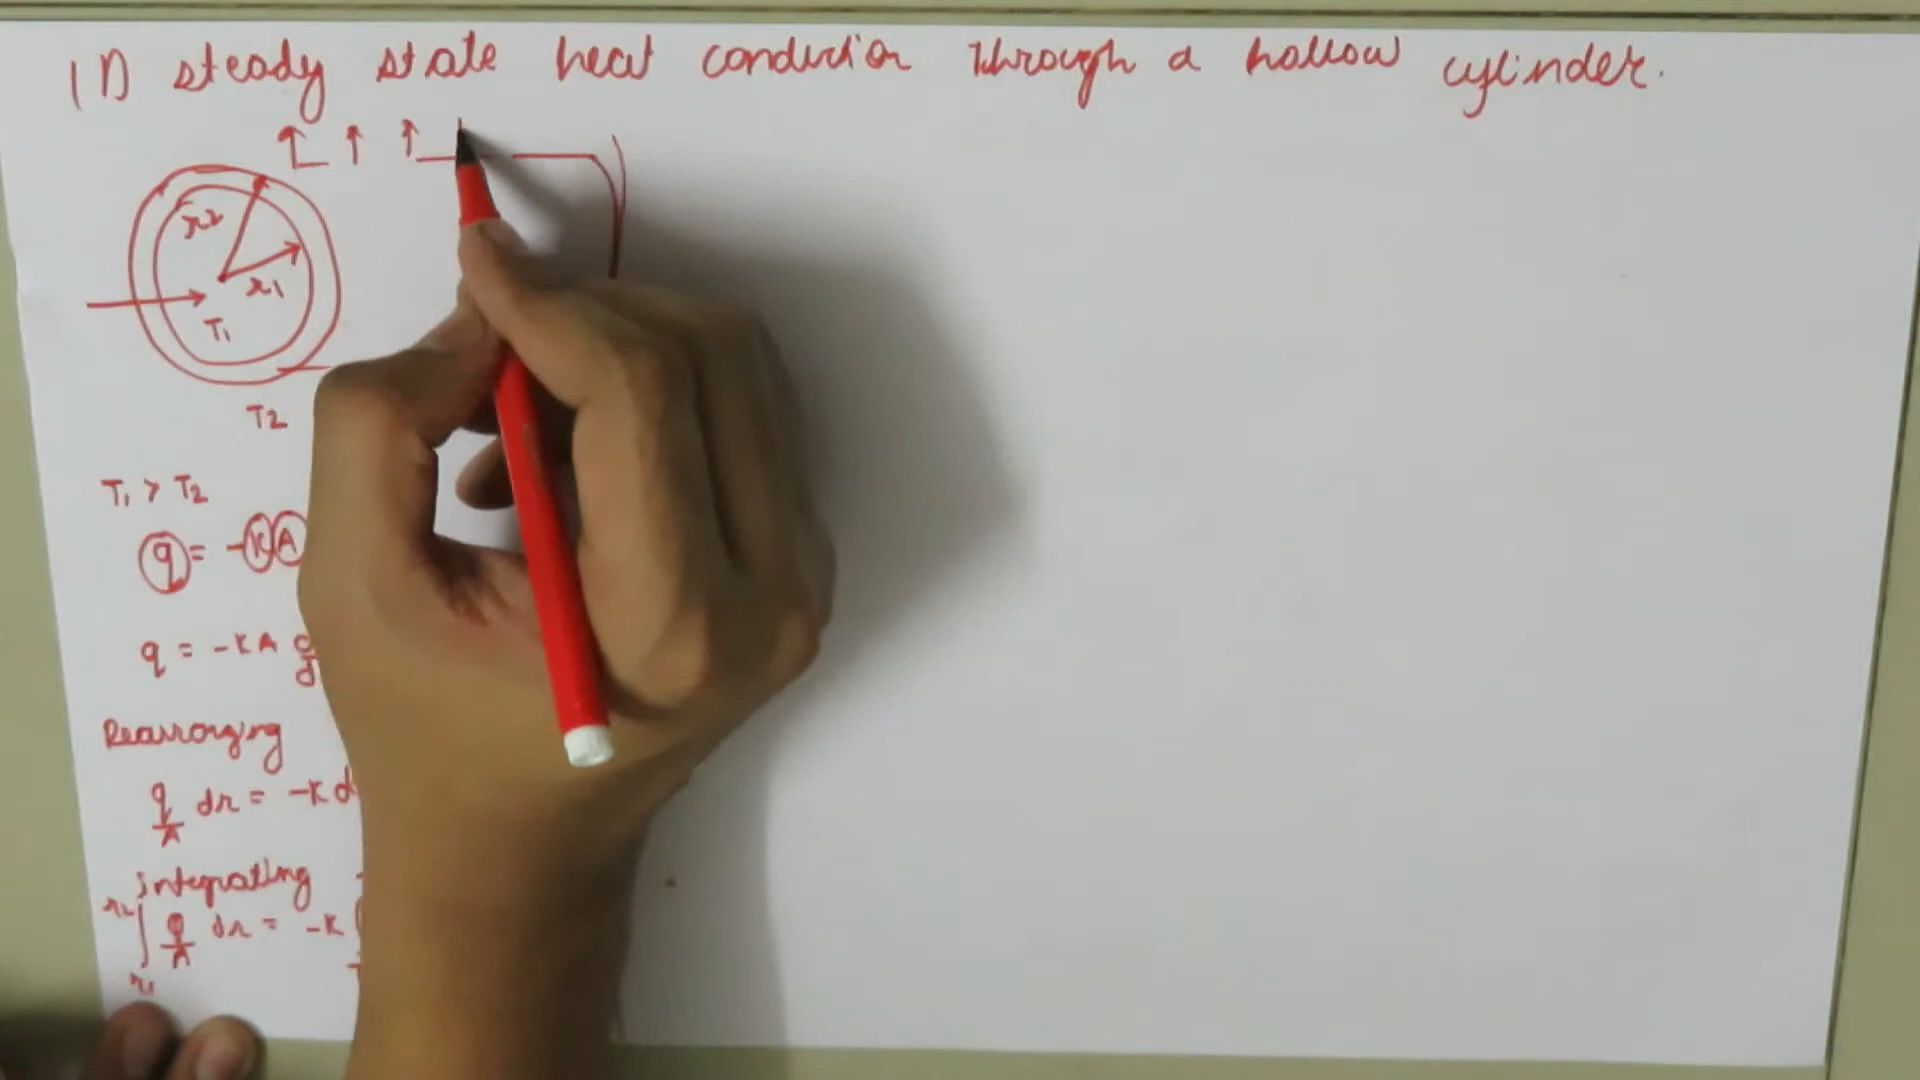 1D steady state heat conduction through a hollow cylinder.
r2
r1
T1
T2
T1 > T2
q = -KA
q = -KA d
Rearranging
q/A dr = -K d
integrating
r2
∫ q/A dr = -K
r1